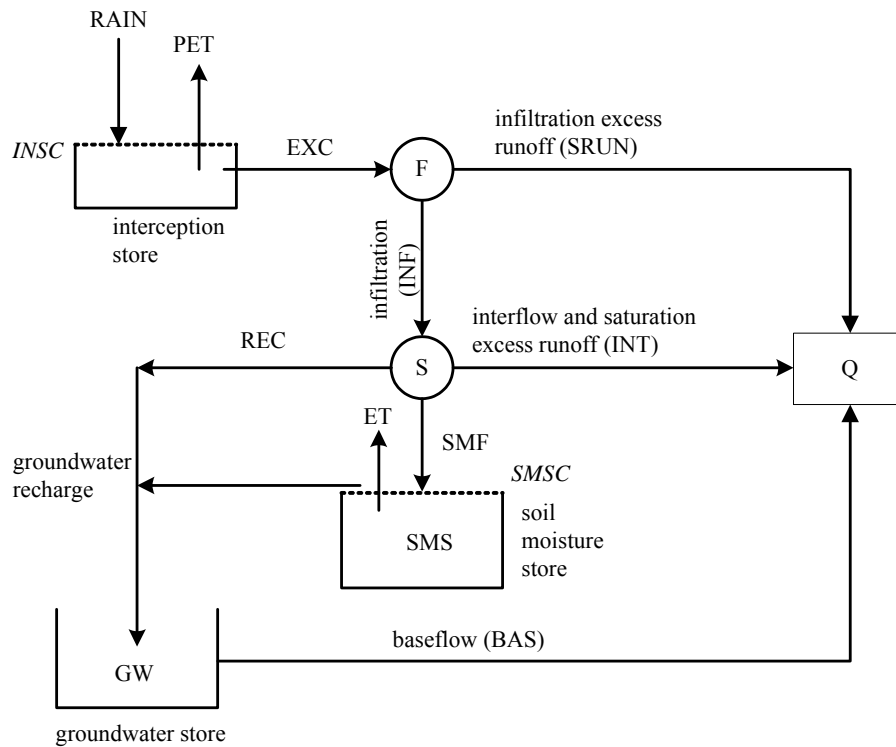 RAIN
PET
INSC
EXC
F
infiltration excess
runoff (SRUN)
interception
store
infiltration
(INF)
interflow and saturation
excess runoff (INT)
REC
S
Q
ET
SMF
SMSC
groundwater
recharge
SMS
soil
moisture
store
baseflow (BAS)
GW
groundwater store